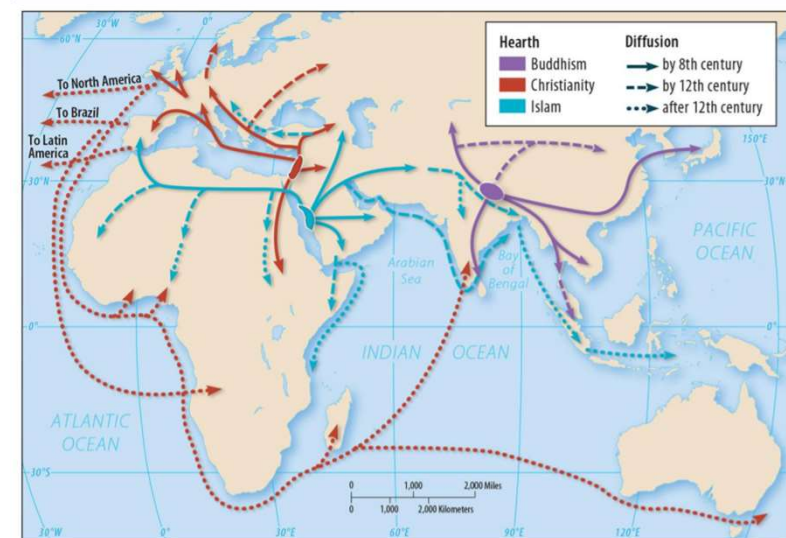 30°W
0°
30°E
60°N
To North America
To Brazil
To Latin
America
30°N
Hearth
Buddhism
Christianity
Islam
Diffusion
by 8th century
by 12th century
after 12th century
150°E
30°N
PACIFIC
OCEAN
Arabian
Sea
Bay
of
Bengal
0°
0°
INDIAN OCEAN
ATLANTIC
OCEAN
30°S
0 1,000 2,000 Miles
0 1,000 2,000 Kilometers
30°W
0°
30°E
60°E
90°E
120°E
150°E